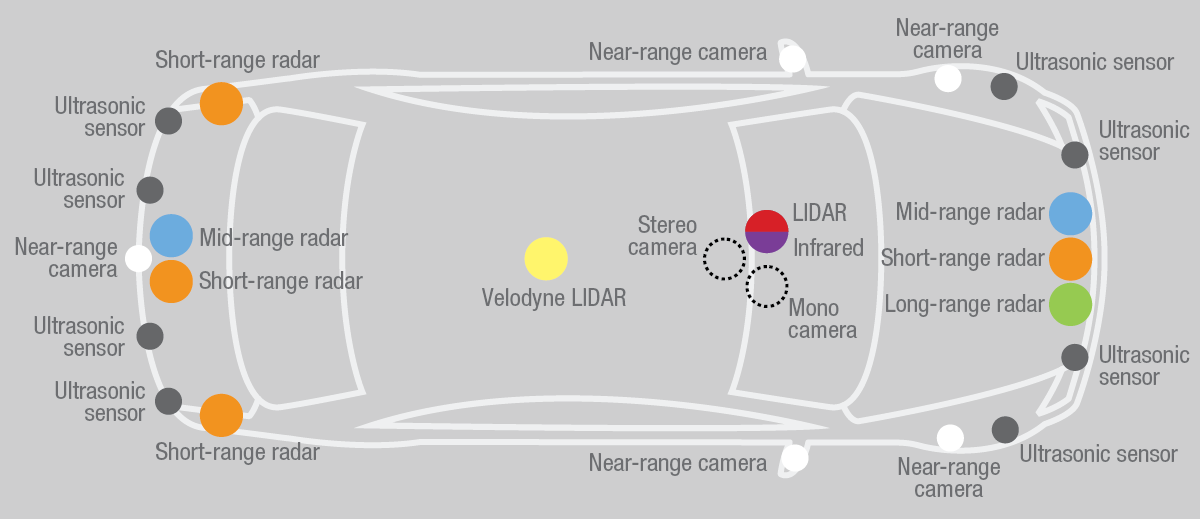 Near-range
camera
Near-range camera
Short-range radar
Ultrasonic sensor
Ultrasonic
sensor
Ultrasonic
sensor
Ultrasonic
sensor
Mid-range radar
LIDAR
Stereo
camera
Infrared
Mid-range radar
Near-range
camera
Short-range radar
Short-range radar
Velodyne LIDAR
Long-range radar
Mono
camera
Ultrasonic
sensor
Ultrasonic
sensor
Ultrasonic
sensor
Short-range radar
Near-range camera
Ultrasonic sensor
Near-range
camera